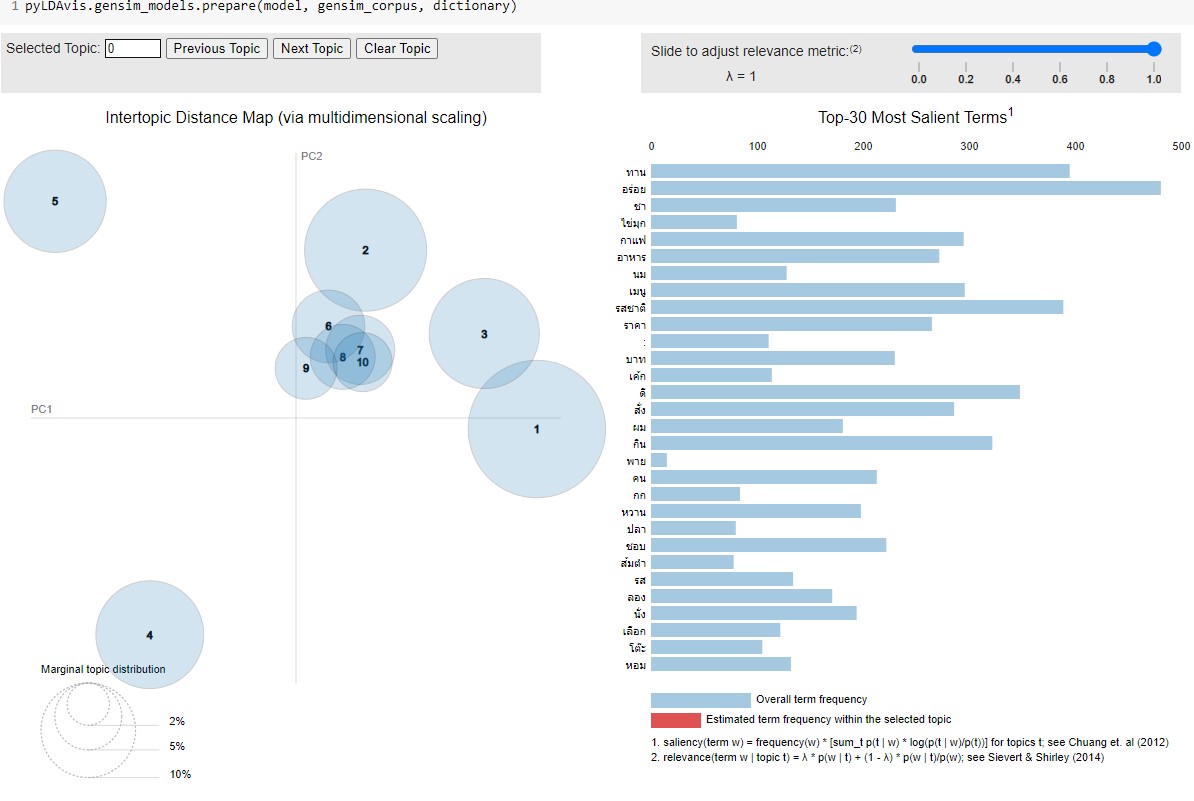 1 pyLDAvis.gensim_models.prepare(model, gensim_corpus, dictionary)
Selected Topic: 0 Previous Topic Next Topic Clear Topic
Slide to adjust relevance metric:(2)
λ = 1
0.0 0.2 0.4 0.6 0.8 1.0
Intertopic Distance Map (via multidimensional scaling)
PC2
5
2
6
3
7
8
10
9
PC1
1
4
Marginal topic distribution
2%
5%
10%
Top-30 Most Salient Terms1
0 100 200 300 400 500
ทาน
อร่อย
ชา
ไข่มุก
กาแฟ
อาหาร
นม
เมนู
รสชาติ
ราคา
:
บาท
เค้ก
ดี
สั่ง
ผม
กิน
พาย
คน
กก
หวาน
ปลา
ชอบ
ส้มตำ
รส
ลอง
นั่ง
เลือก
โต๊ะ
หอม
Overall term frequency
Estimated term frequency within the selected topic
1. saliency(term w) = frequency(w) * [sum_t p(t | w) * log(p(t | w)/p(t))] for topics t; see Chuang et. al (2012)
2. relevance(term w | topic t) = λ * p(w | t) + (1 - λ) * p(w | t)/p(w); see Sievert & Shirley (2014)